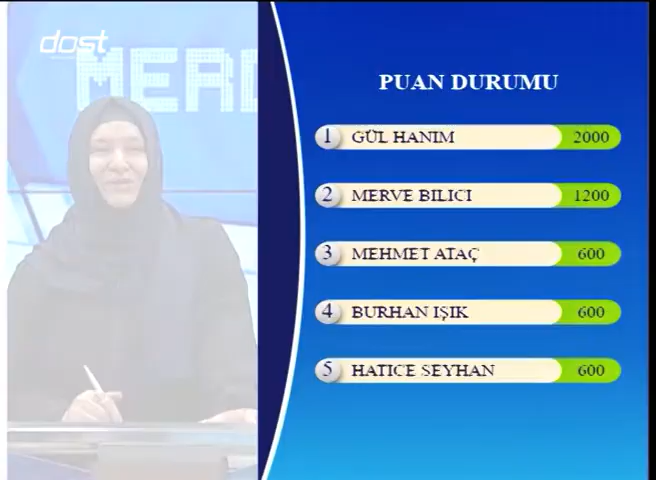 dost
MERC
PUAN DURUMU
1 GÜL HANIM 2000
2 MERVE BILICI 1200
3 MEHMET ATAÇ 600
4 BURHAN IŞIK 600
5 HATICE SEYHAN 600